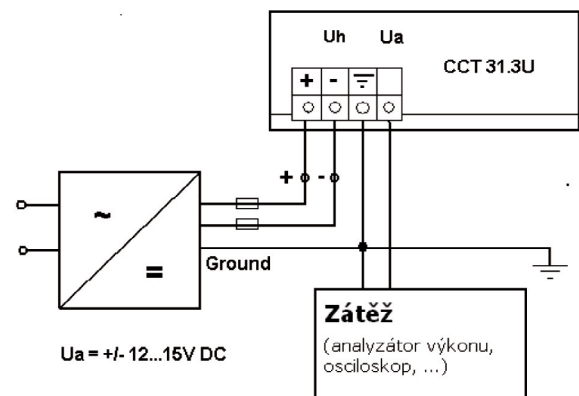 Uh Ua
CCT 31.3U
+ -
+ -
~
=
Ground
Zátěž
(analyzátor výkonu,
osciloskop, ...)
Ua = +/- 12...15V DC